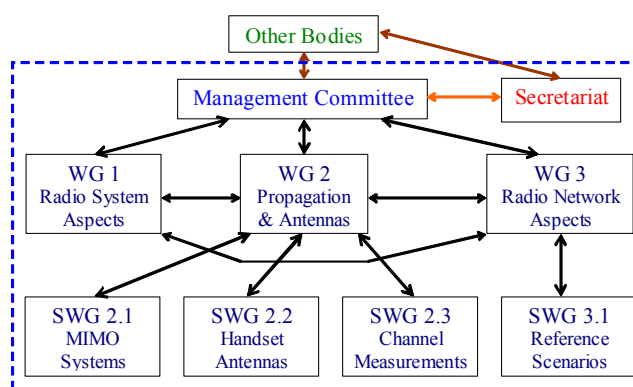 Other Bodies
Management Committee
Secretariat
WG 1
Radio System
Aspects
WG 2
Propagation
& Antennas
WG 3
Radio Network
Aspects
SWG 2.1
MIMO
Systems
SWG 2.2
Handset
Antennas
SWG 2.3
Channel
Measurements
SWG 3.1
Reference
Scenarios